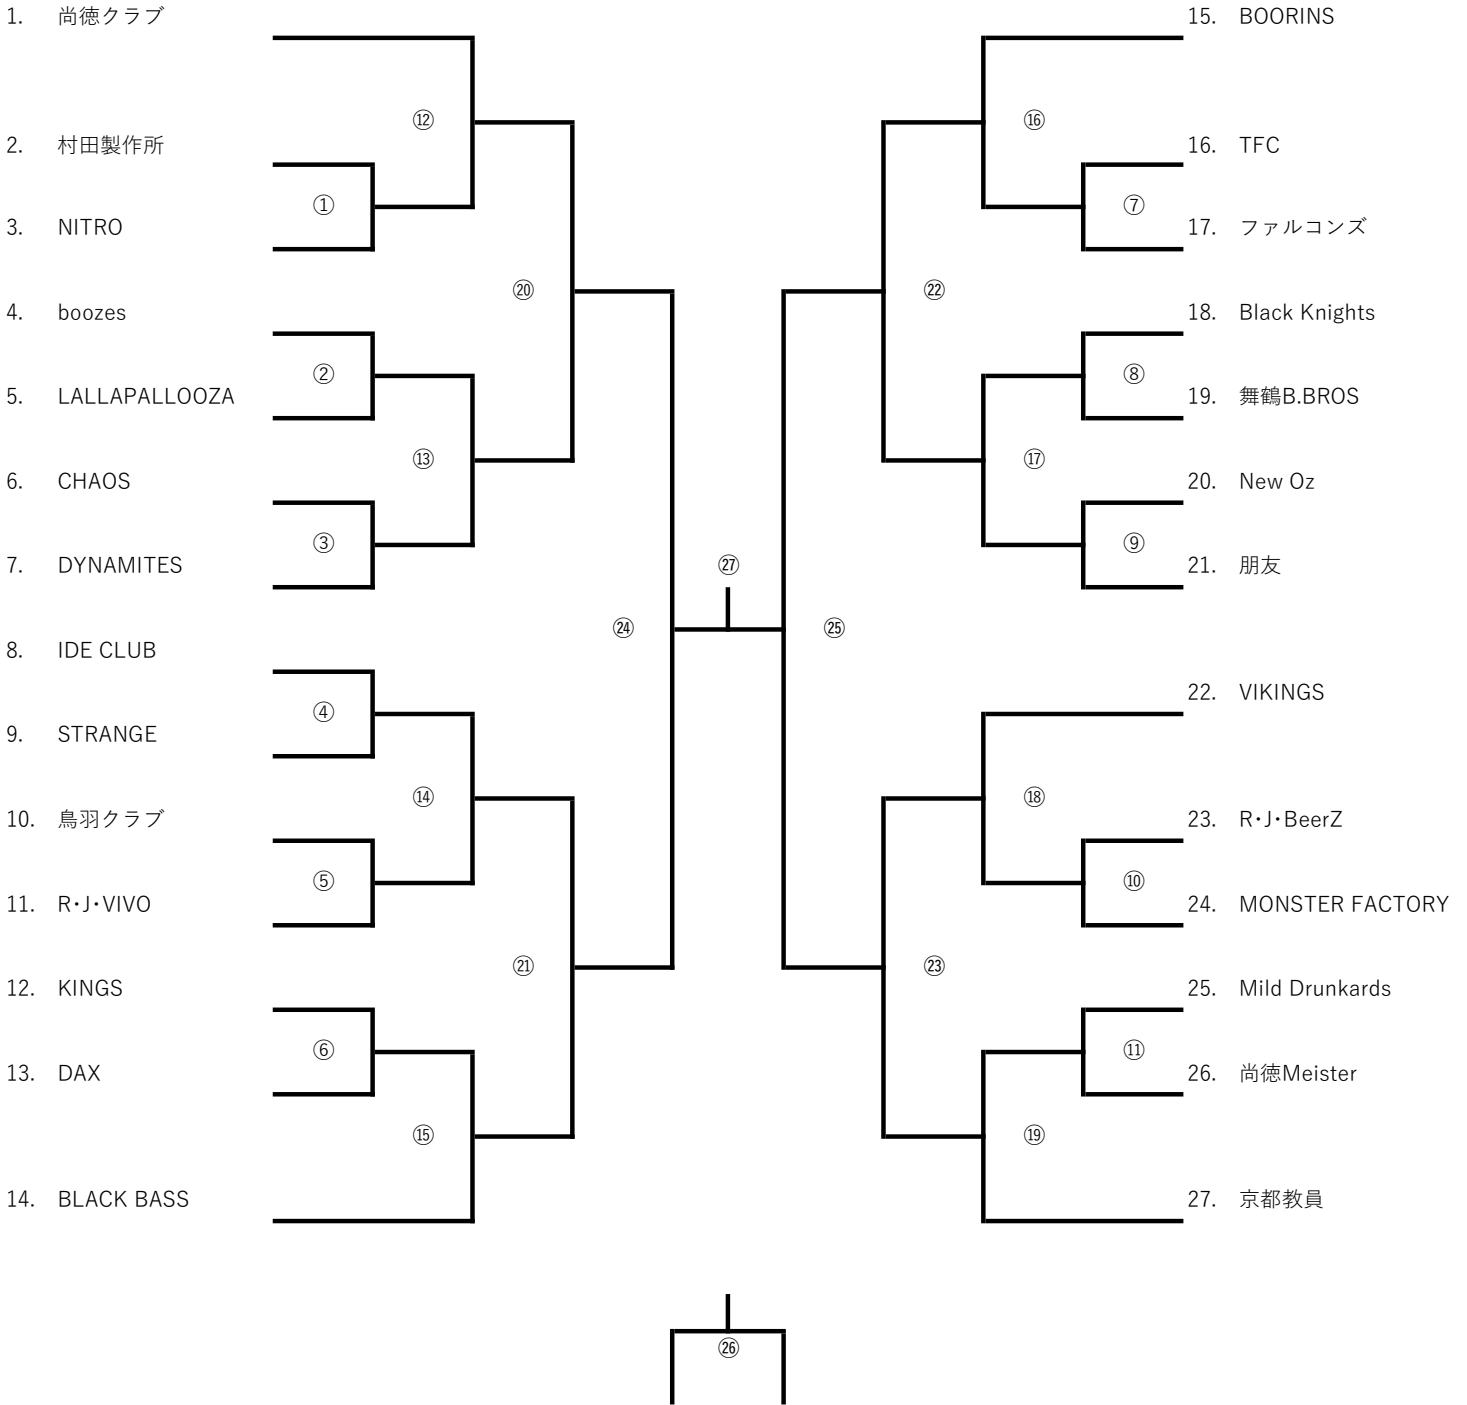 1. 尚徳クラブ
⑫
2. 村田製作所
①
3. NITRO
⑳
4. boozes
②
5. LALLAPALLOOZA
⑬
6. CHAOS
③
7. DYNAMITES
㉔
8. IDE CLUB
④
9. STRANGE
⑭
10. 鳥羽クラブ
⑤
11. R・J・VIVO
㉑
12. KINGS
⑥
13. DAX
⑮
14. BLACK BASS
㉗
15. BOORINS
⑯
16. TFC
⑦
17. ファルコンズ
㉒
18. Black Knights
⑧
19. 舞鶴B.BROS
⑰
20. New Oz
⑨
21. 朋友
㉕
22. VIKINGS
⑱
23. R・J・BeerZ
⑩
24. MONSTER FACTORY
㉓
25. Mild Drunkards
⑪
26. 尚徳Meister
⑲
27. 京都教員
㉖